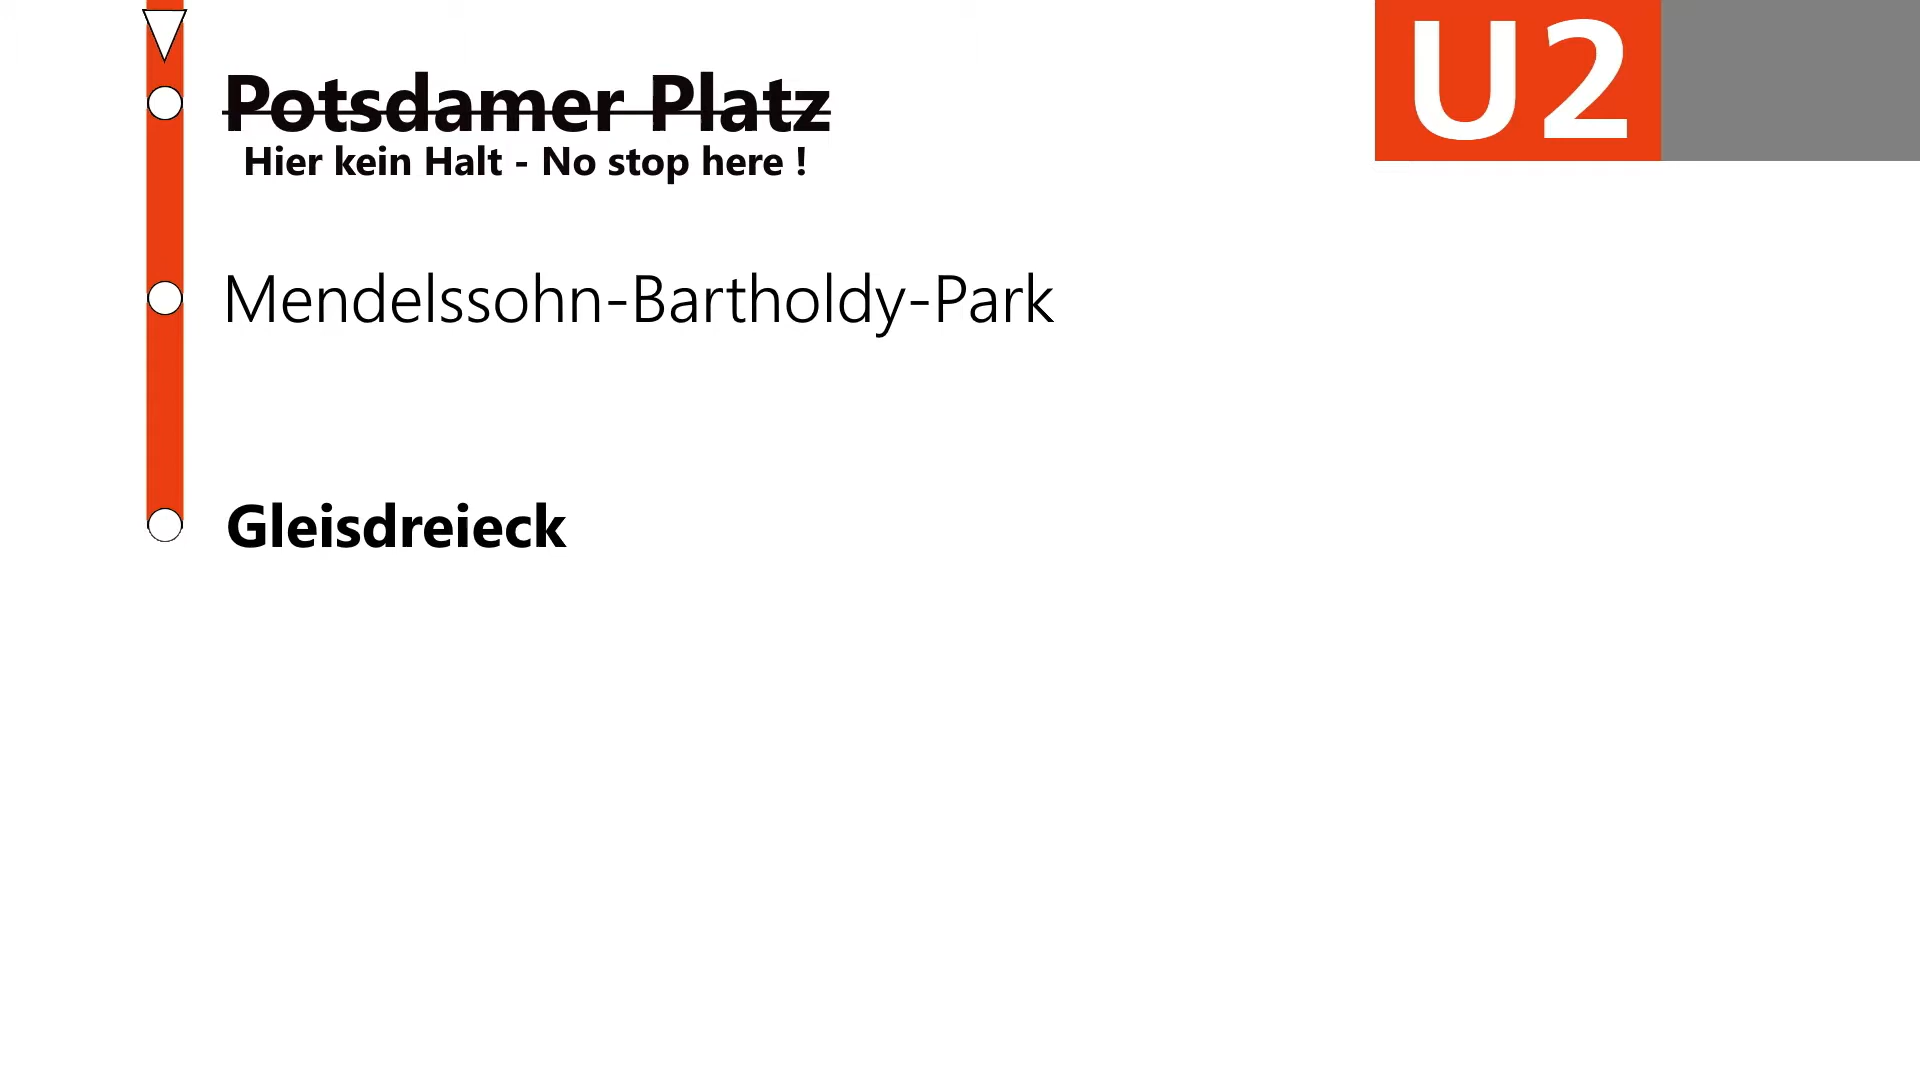 U2
Potsdamer Platz
Hier kein Halt - No stop here !
Mendelssohn-Bartholdy-Park
Gleisdreieck